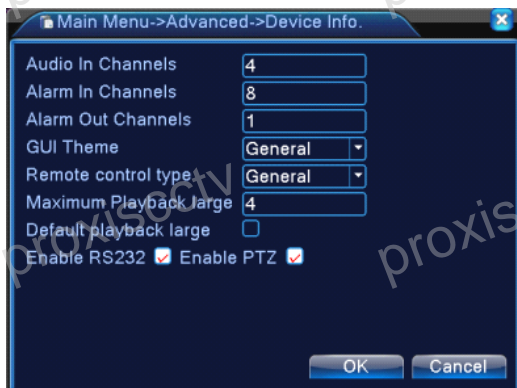 Main Menu->Advanced->Device Info.
Audio In Channels 4
Alarm In Channels 8
Alarm Out Channels 1
GUI Theme General
Remote control type. General
Maximum Playback large 4
Default playback large
Enable RS232 Enable PTZ
OK Cancel
proxiscctv
proxis